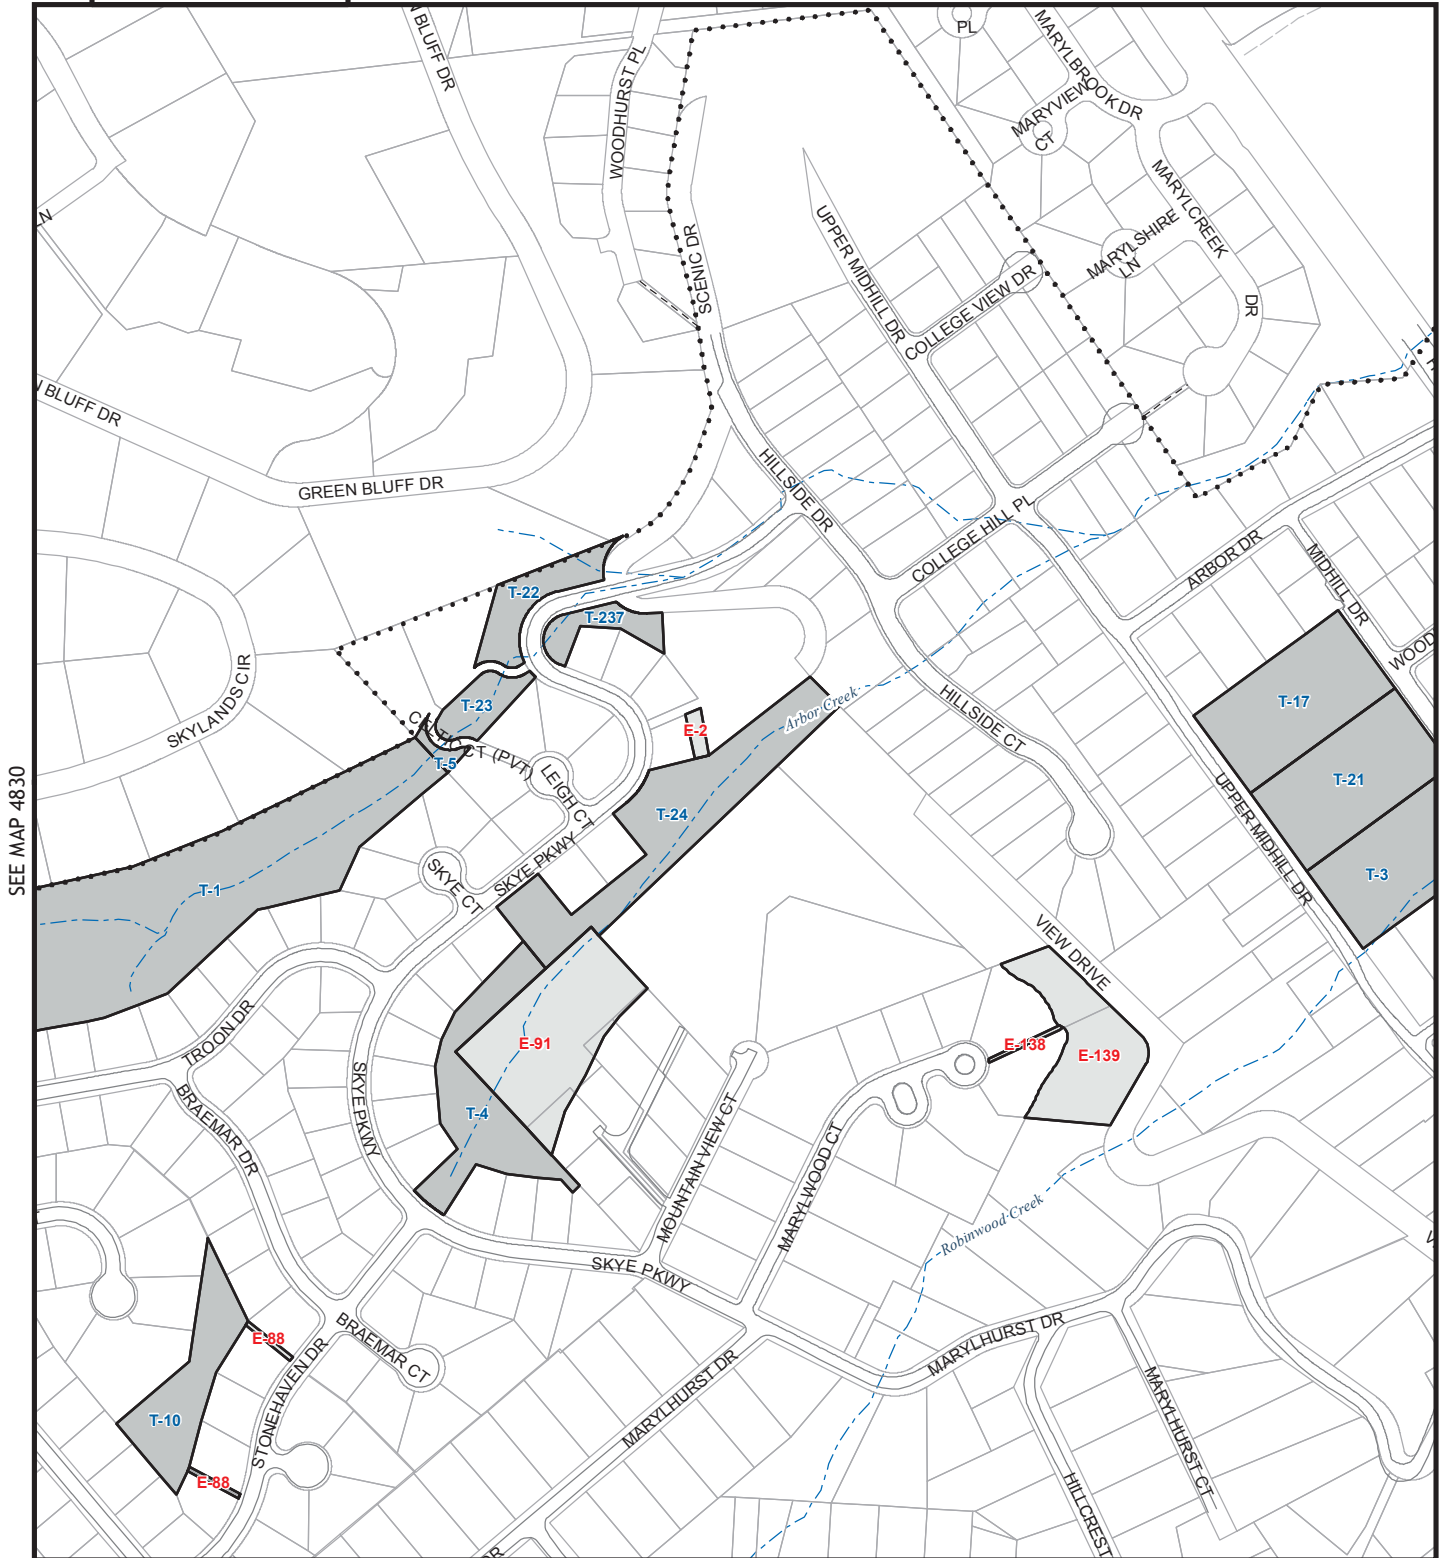 BLUFF DR
WOODHURST PL
PL
MARYLBROOK DR
MARYVIEW
CT
MARYLCREEK
DR
MARYLSHIRE
LN
LN
SCENIC DR
UPPER MIDHILL DR
COLLEGE VIEW DR
BLUFF DR
GREEN BLUFF DR
HILLSIDE DR
COLLEGE HILL PL
ARBOR DR
MIDHILL DR
WOOD
T-22
T-237
SKYLANDS CIR
T-23
CELTIC CT (PVT)
T-5
E-2
Arbor Creek
HILLSIDE CT
T-17
T-21
T-3
UPPER MIDHILL DR
LEIGH CT
T-24
SKYE PKWY
SKYE CT
SEE MAP 4830
T-1
VIEW DRIVE
TROON DR
E-91
E-138
E-139
BRAEMAR DR
SKYE PKWY
T-4
MOUNTAIN VIEW CT
MARYLWOOD CT
Robinwood Creek
SKYE PKWY
E-88
BRAEMAR CT
STONEHAVEN DR
T-10
E-88
MARYLHURST DR
MARYLHURST DR
MARYLHURST CT
HILLCREST
DR